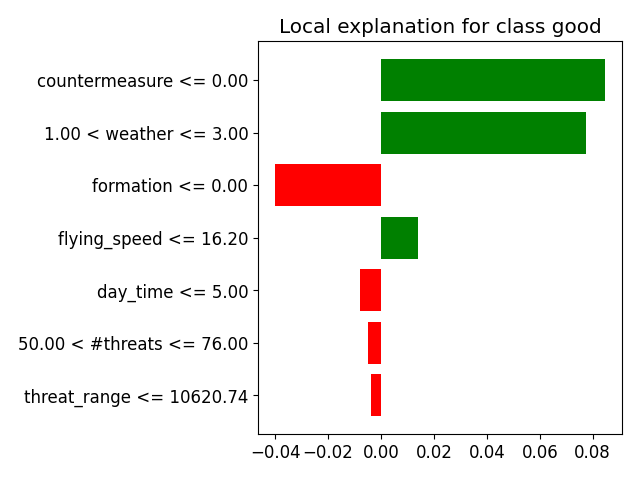 Local explanation for class good
countermeasure <= 0.00
1.00 < weather <= 3.00
formation <= 0.00
flying_speed <= 16.20
day_time <= 5.00
50.00 < #threats <= 76.00
threat_range <= 10620.74
−0.04 −0.02 0.00 0.02 0.04 0.06 0.08